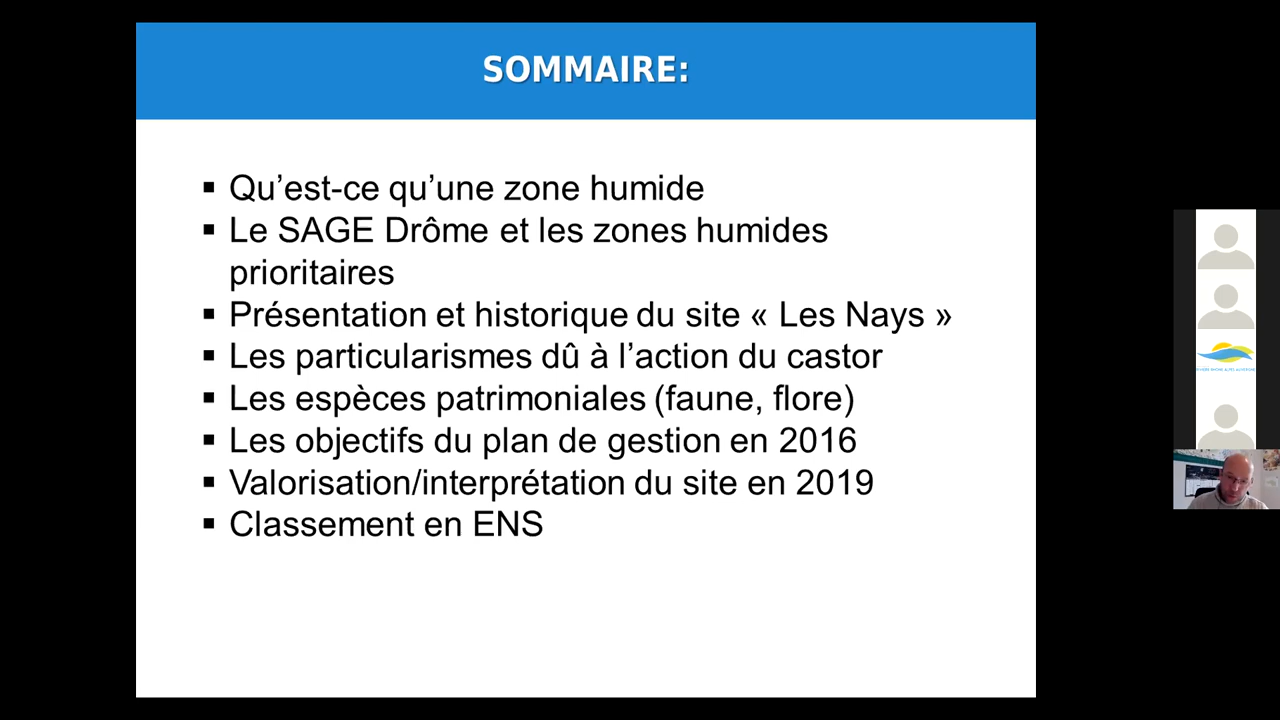 SOMMAIRE:
▪ Qu’est-ce qu’une zone humide
▪ Le SAGE Drôme et les zones humides
prioritaires
▪ Présentation et historique du site « Les Nays »
▪ Les particularismes dû à l’action du castor
▪ Les espèces patrimoniales (faune, flore)
▪ Les objectifs du plan de gestion en 2016
▪ Valorisation/interprétation du site en 2019
▪ Classement en ENS